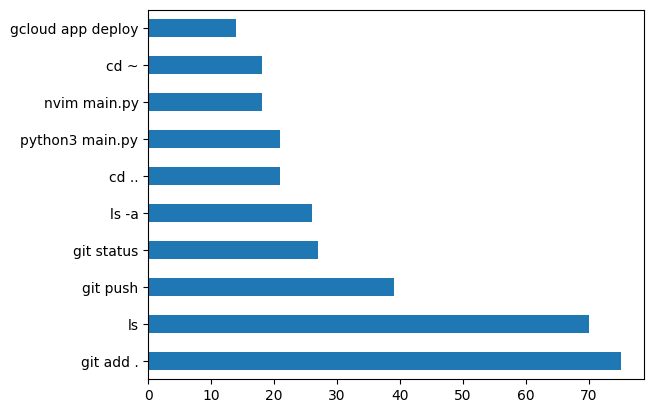 gcloud app deploy
cd ~
nvim main.py
python3 main.py
cd ..
ls -a
git status
git push
ls
git add .
0 10 20 30 40 50 60 70